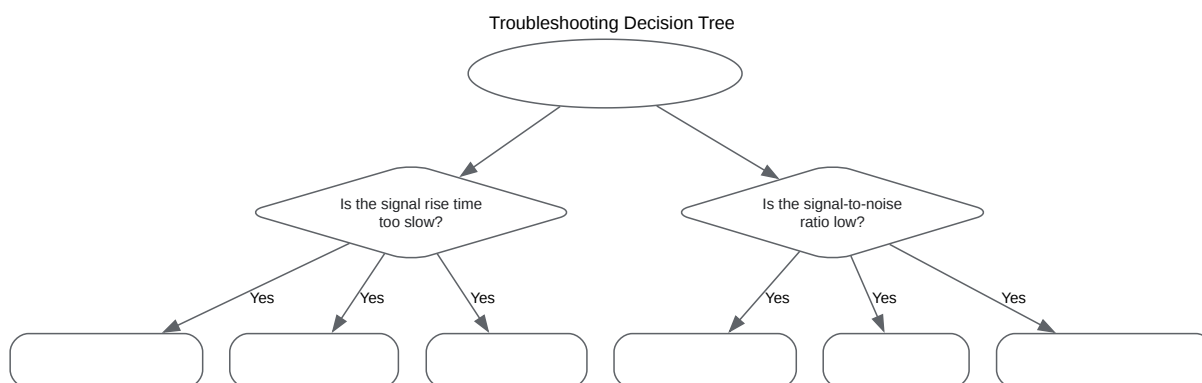 Troubleshooting Decision Tree
Is the signal rise time
too slow?
Is the signal-to-noise
ratio low?
Yes
Yes
Yes
Yes
Yes
Yes